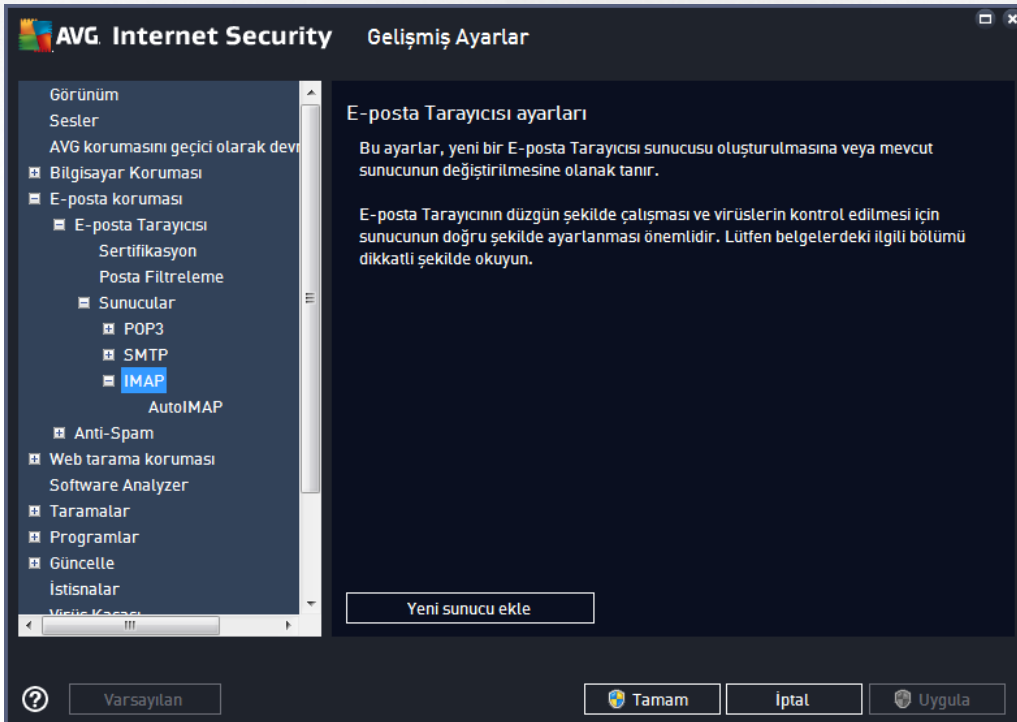 AVG Internet Security Gelişmiş Ayarlar
Görünüm
Sesler
AVG korumasını geçici olarak
Bilgisayar Koruması
E-posta koruması
E-posta Tarayıcısı
Sertifikasyon
Posta Filtreleme
Sunucular
POP3
SMTP
IMAP
AutoIMAP
Anti-Spam
Web tarama koruması
Software Analyzer
Taramalar
Programlar
Güncelle
İstisnalar
E-posta Tarayıcısı ayarları
Bu ayarlar, yeni bir E-posta Tarayıcısı sunucusu oluşturulmasına veya mevcut
sunucunun değiştirilmesine olanak tanır.
E-posta Tarayıcının düzgün şekilde çalışması ve virüslerin kontrol edilmesi için
sunucunun doğru şekilde ayarlanması önemlidir. Lütfen belgelerdeki ilgili bölümü
dikkatli şekilde okuyun.
Yeni sunucu ekle
Varsayılan
Tamam
İptal
Uygula